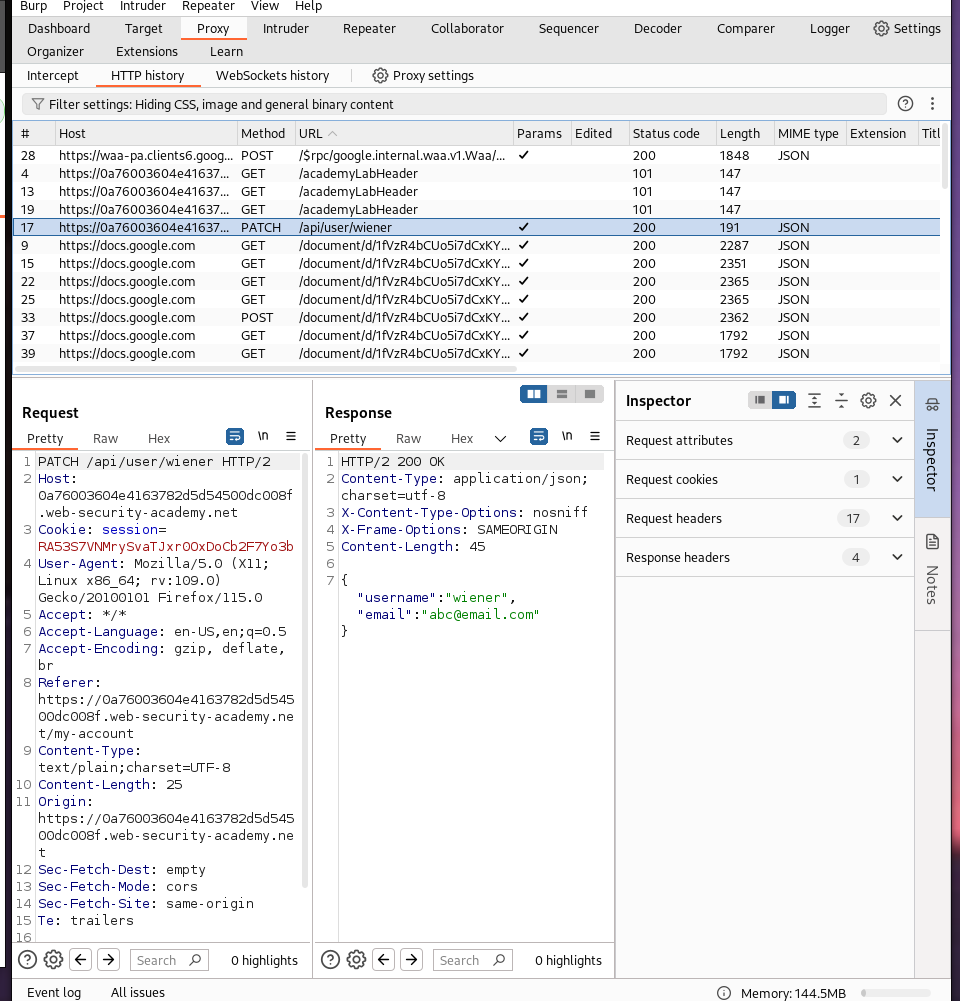 Burp Project Intruder Repeater View Help
Dashboard Target Proxy Intruder Repeater Collaborator Sequencer Decoder Comparer Logger Settings
Organizer Extensions Learn
Intercept HTTP history WebSockets history Proxy settings
Filter settings: Hiding CSS, image and general binary content
# Host Method URL Params Edited Status code Length MIME type Extension Titl
28 https://waa-pa.clients6.goog... POST /$rpc/google.internal.waa.v1.Waa/... ✓ 200 1848 JSON
4 https://0a76003604e41637... GET /academyLabHeader 101 147
13 https://0a76003604e41637... GET /academyLabHeader 101 147
19 https://0a76003604e41637... GET /academyLabHeader 101 147
17 https://0a76003604e41637... PATCH /api/user/wiener ✓ 200 191 JSON
9 https://docs.google.com GET /document/d/1fVzR4bCUo5i7dCxKY... ✓ 200 2287 JSON
15 https://docs.google.com GET /document/d/1fVzR4bCUo5i7dCxKY... ✓ 200 2351 JSON
22 https://docs.google.com GET /document/d/1fVzR4bCUo5i7dCxKY... ✓ 200 2365 JSON
25 https://docs.google.com GET /document/d/1fVzR4bCUo5i7dCxKY... ✓ 200 2365 JSON
33 https://docs.google.com POST /document/d/1fVzR4bCUo5i7dCxKY... ✓ 200 2362 JSON
37 https://docs.google.com GET /document/d/1fVzR4bCUo5i7dCxKY... ✓ 200 1792 JSON
39 https://docs.google.com GET /document/d/1fVzR4bCUo5i7dCxKY... ✓ 200 1792 JSON
Request
Pretty Raw Hex \n
1 PATCH /api/user/wiener HTTP/2
2 Host:
0a76003604e4163782d5d54500dc008f
.web-security-academy.net
3 Cookie: session=
RA53S7VNMrySvaTJxr0OxDoCb2F7Yo3b
4 User-Agent: Mozilla/5.0 (X11;
Linux x86_64; rv:109.0)
Gecko/20100101 Firefox/115.0
5 Accept: */*
6 Accept-Language: en-US,en;q=0.5
7 Accept-Encoding: gzip, deflate,
br
8 Referer:
https://0a76003604e4163782d5d545
00dc008f.web-security-academy.ne
t/my-account
9 Content-Type:
text/plain;charset=UTF-8
10 Content-Length: 25
11 Origin:
https://0a76003604e4163782d5d545
00dc008f.web-security-academy.ne
t
12 Sec-Fetch-Dest: empty
13 Sec-Fetch-Mode: cors
14 Sec-Fetch-Site: same-origin
15 Te: trailers
16
Search 0 highlights
Response
Pretty Raw Hex \n
1 HTTP/2 200 OK
2 Content-Type: application/json;
charset=utf-8
3 X-Content-Type-Options: nosniff
4 X-Frame-Options: SAMEORIGIN
5 Content-Length: 45
6
7 {
"username":"wiener",
"email":"abc@email.com"
}
Search 0 highlights
Inspector
Request attributes 2
Request cookies 1
Request headers 17
Response headers 4
Inspector
Notes
Event log All issues Memory: 144.5MB